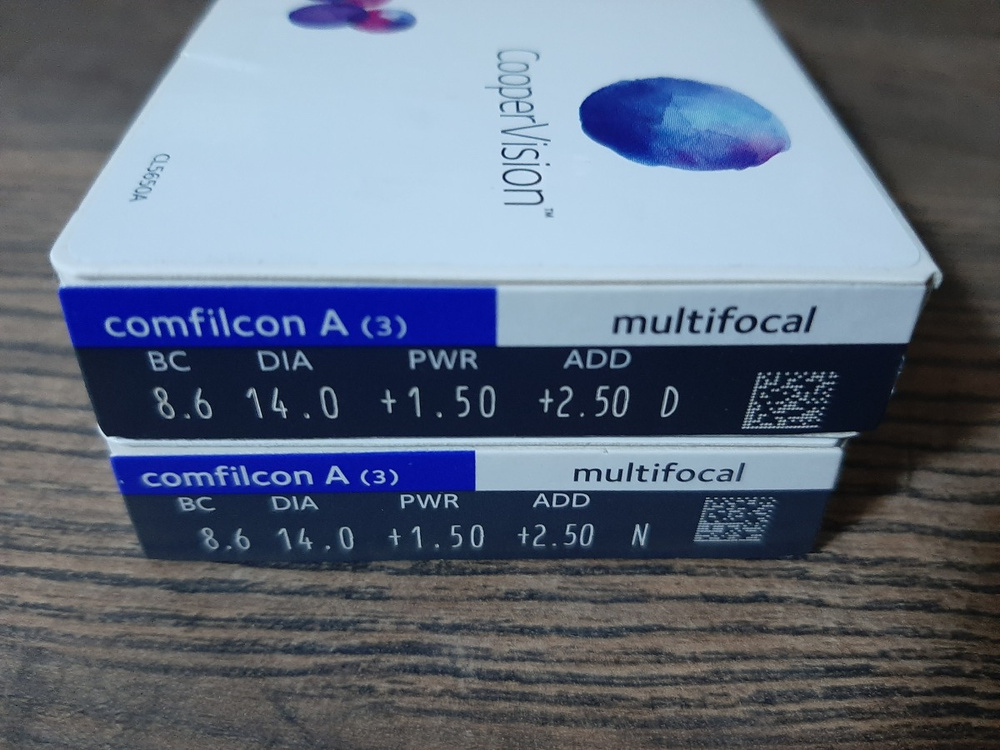 CooperVision™
CL5650A
comfilcon A (3) multifocal
BC DIA PWR ADD
8.6 14.0 +1.50 +2.50 D
comfilcon A (3) multifocal
BC DIA PWR ADD
8.6 14.0 +1.50 +2.50 N